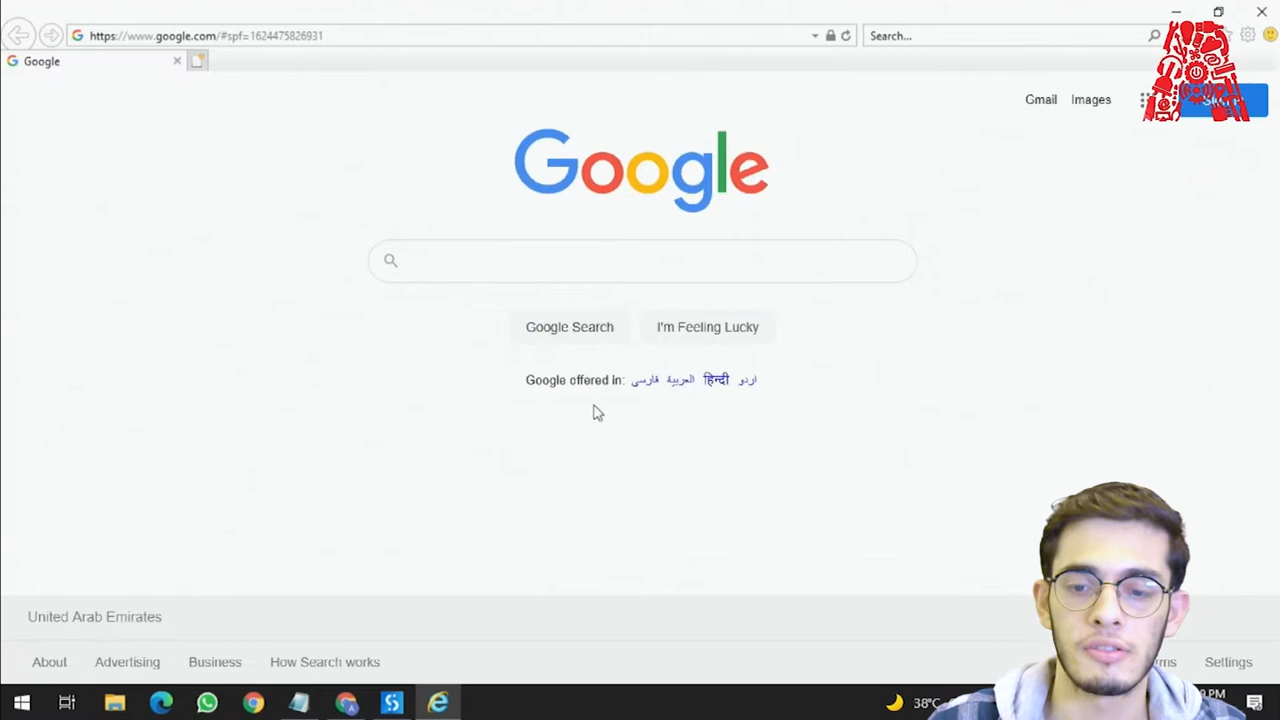 https://www.google.com/#spf=1624475826931
Search...
Google
Gmail Images
Google
Google Search I'm Feeling Lucky
Google offered in: فارسی العربية हिन्दी اردو
United Arab Emirates
About Advertising Business How Search works Settings
38°C
PM